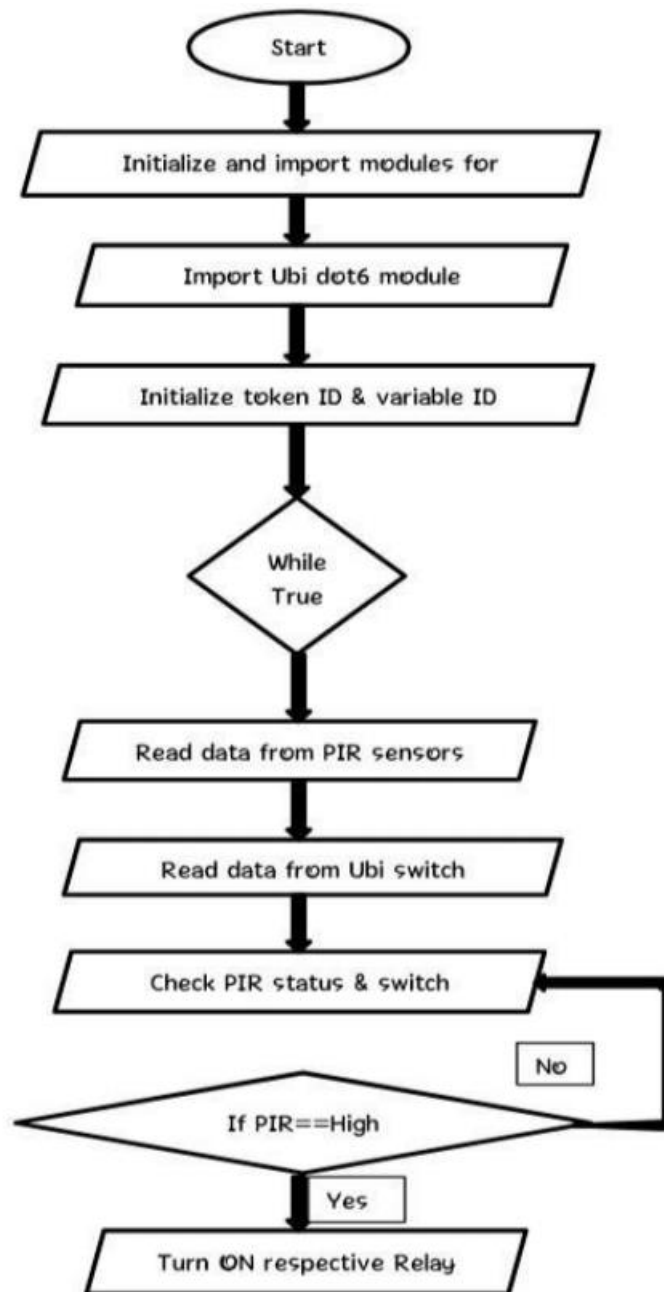 Start
Initialize and import modules for
Import Ubi dot6 module
Initialize token ID & variable ID
While
True
Read data from PIR sensors
Read data from Ubi switch
Check PIR status & switch
No
If PIR==High
Yes
Turn ON respective Relay